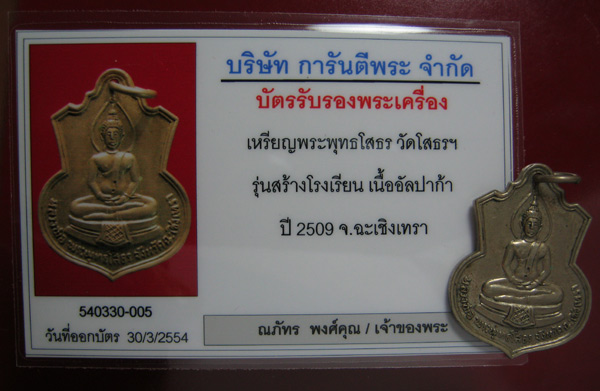 บริษัท การันตีพระ จำกัด
บัตรรับรองพระเครื่อง
เหรียญพระพุทธโสธร วัดโสธรฯ
รุ่นสร้างโรงเรียน เนื้ออัลปาก้า
ปี 2509 จ.ฉะเชิงเทรา
540330-005
วันที่ออกบัตร 30/3/2554
ณภัทร พงศ์คุณ / เจ้าของพระ